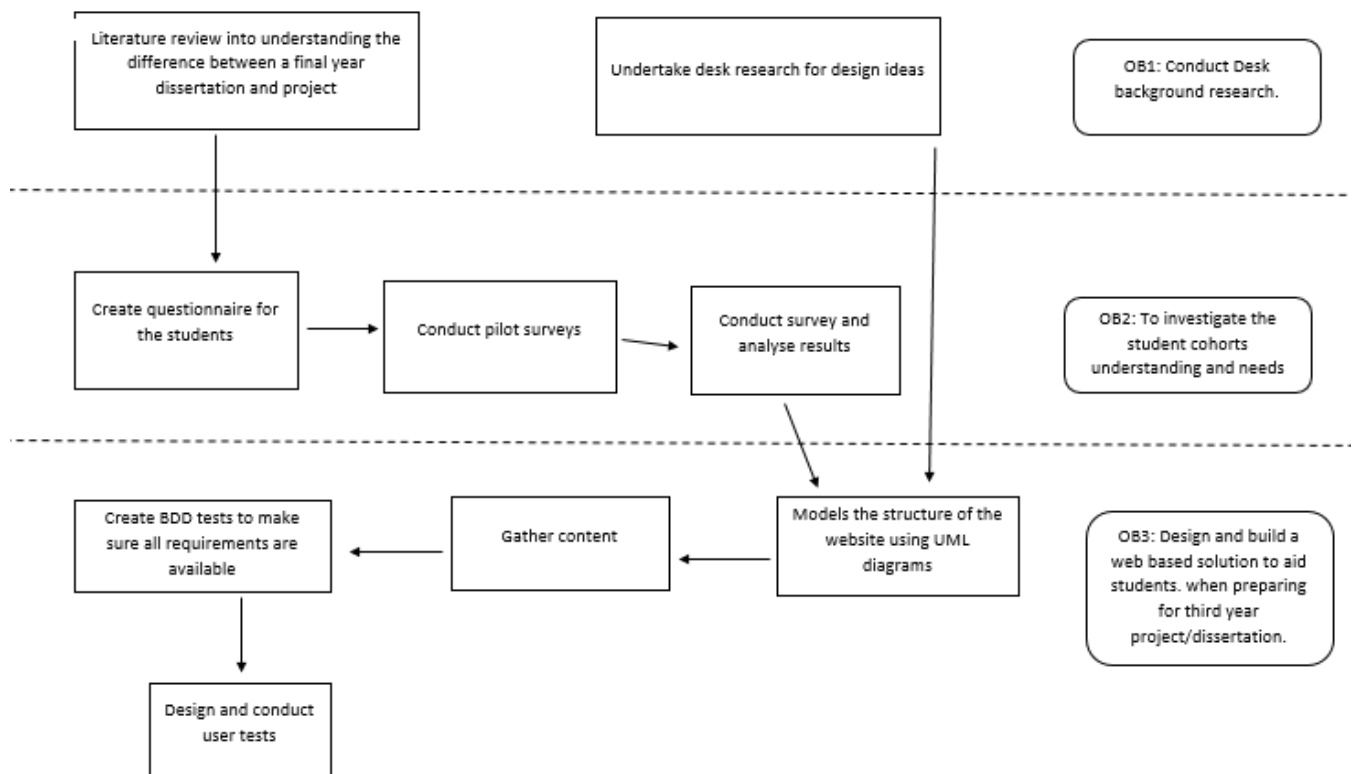 Literature review into understanding the
difference between a final year
dissertation and project
Undertake desk research for design ideas
OB1: Conduct Desk
background research.
Create questionnaire for
the students
Conduct pilot surveys
Conduct survey and
analyse results
OB2: To investigate the
student cohorts
understanding and needs
Create BDD tests to make
sure all requirements are
available
Gather content
Models the structure of the
website using UML
diagrams
OB3: Design and build a
web based solution to aid
students. when preparing
for third year
project/dissertation.
Design and conduct
user tests